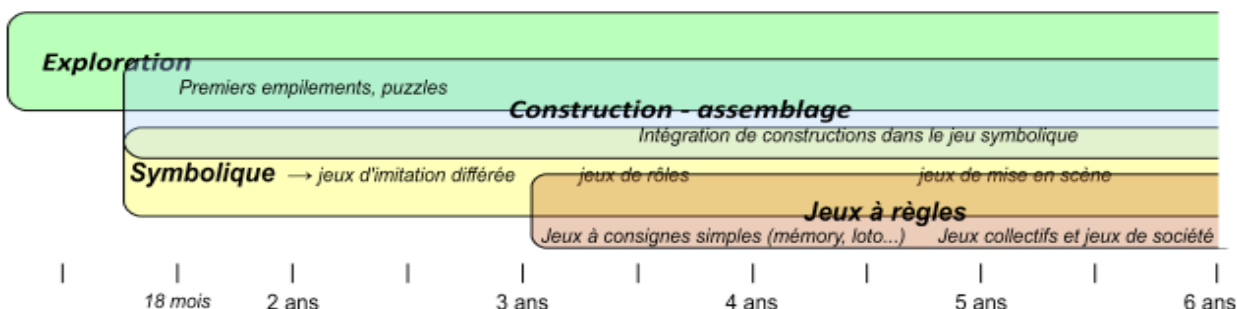 Exploration
Premiers empilements, puzzles
Construction - assemblage
Intégration de constructions dans le jeu symbolique
Symbolique → jeux d'imitation différée jeux de rôles jeux de mise en scène
Jeux à règles
Jeux à consignes simples (mémory, loto...) Jeux collectifs et jeux de société
18 mois 2 ans 3 ans 4 ans 5 ans 6 ans